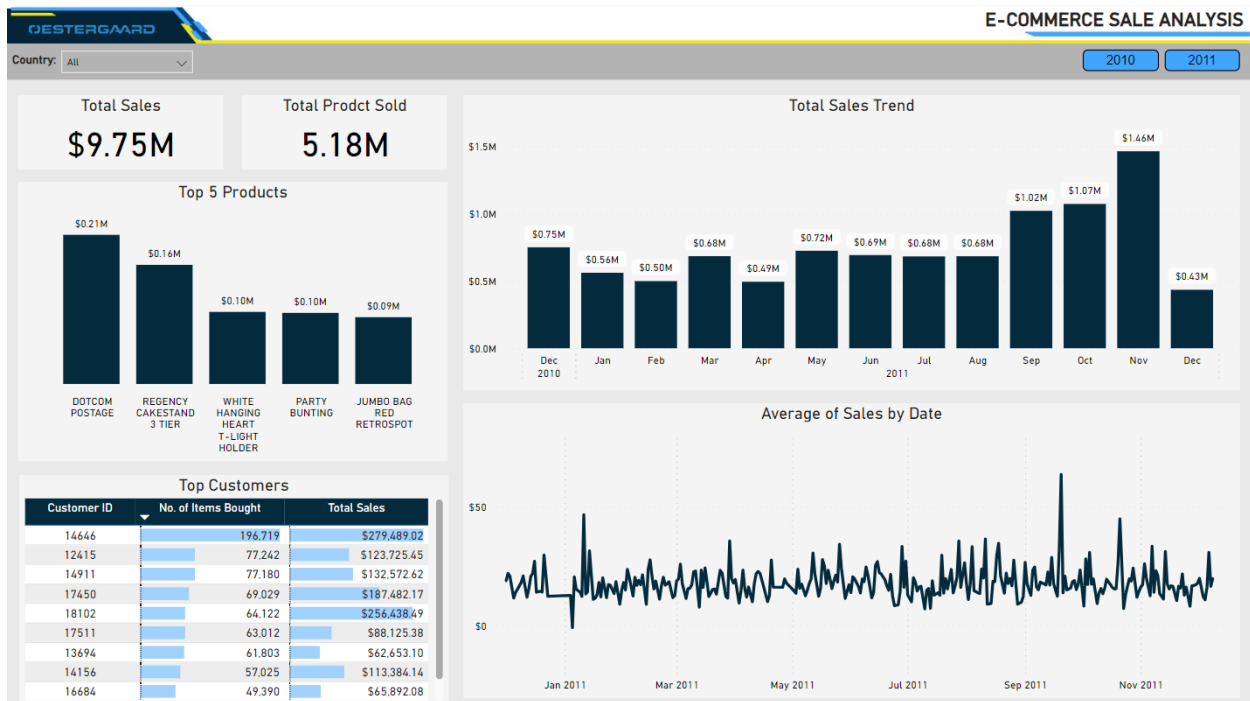 OESTERGAARD
E-COMMERCE SALE ANALYSIS
Country:
All
2010
2011
Total Sales
$9.75M
Total Prodct Sold
5.18M
Top 5 Products
$0.21M
$0.16M
$0.10M
$0.10M
$0.09M
DOTCOM
POSTAGE
REGENCY
CAKESTAND
3 TIER
WHITE
HANGING
HEART
T-LIGHT
HOLDER
PARTY
BUNTING
JUMBO BAG
RED
RETROSPOT
Top Customers
Customer ID No. of Items Bought Total Sales
14646 196,719 $279,489.02
12415 77,242 $123,725.45
14911 77,180 $132,572.62
17450 69,029 $187,482.17
18102 64,122 $256,438.49
17511 63,012 $88,125.38
13694 61,803 $62,653.10
14156 57,025 $113,384.14
16684 49,390 $65,892.08
Total Sales Trend
$1.5M
$1.0M
$0.5M
$0.0M
$0.75M
$0.56M
$0.50M
$0.68M
$0.49M
$0.72M
$0.69M
$0.68M
$0.68M
$1.02M
$1.07M
$1.46M
$0.43M
Dec Jan Feb Mar Apr May Jun Jul Aug Sep Oct Nov Dec
2010 2011
Average of Sales by Date
$50
$0
Jan 2011 Mar 2011 May 2011 Jul 2011 Sep 2011 Nov 2011